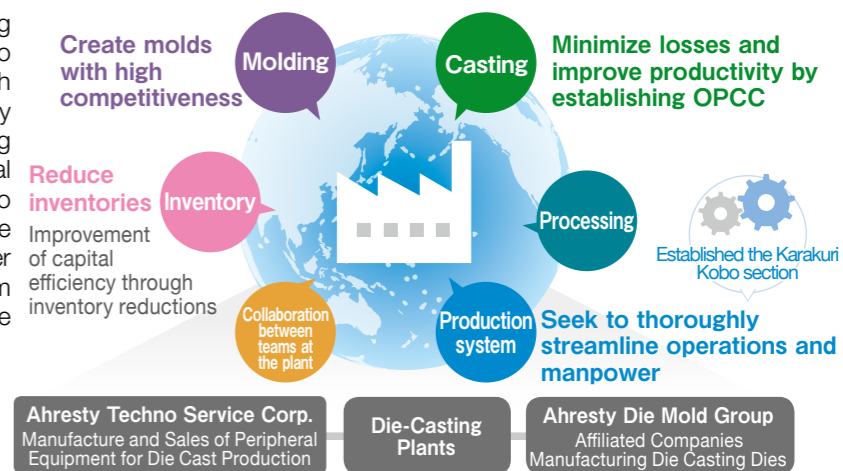 Create molds
with high
competitiveness
Molding
Casting
Minimize losses and
improve productivity by
establishing OPCC
Reduce
inventories
Improvement
of capital
efficiency through
inventory reductions
Inventory
Processing
Established the Karakuri
Kobo section
Collaboration
between
teams at
the plant
Production
system
Seek to thoroughly
streamline operations and
manpower
Ahresty Techno Service Corp.
Manufacture and Sales of Peripheral
Equipment for Die Cast Production
Die-Casting
Plants
Ahresty Die Mold Group
Affiliated Companies
Manufacturing Die Casting Dies